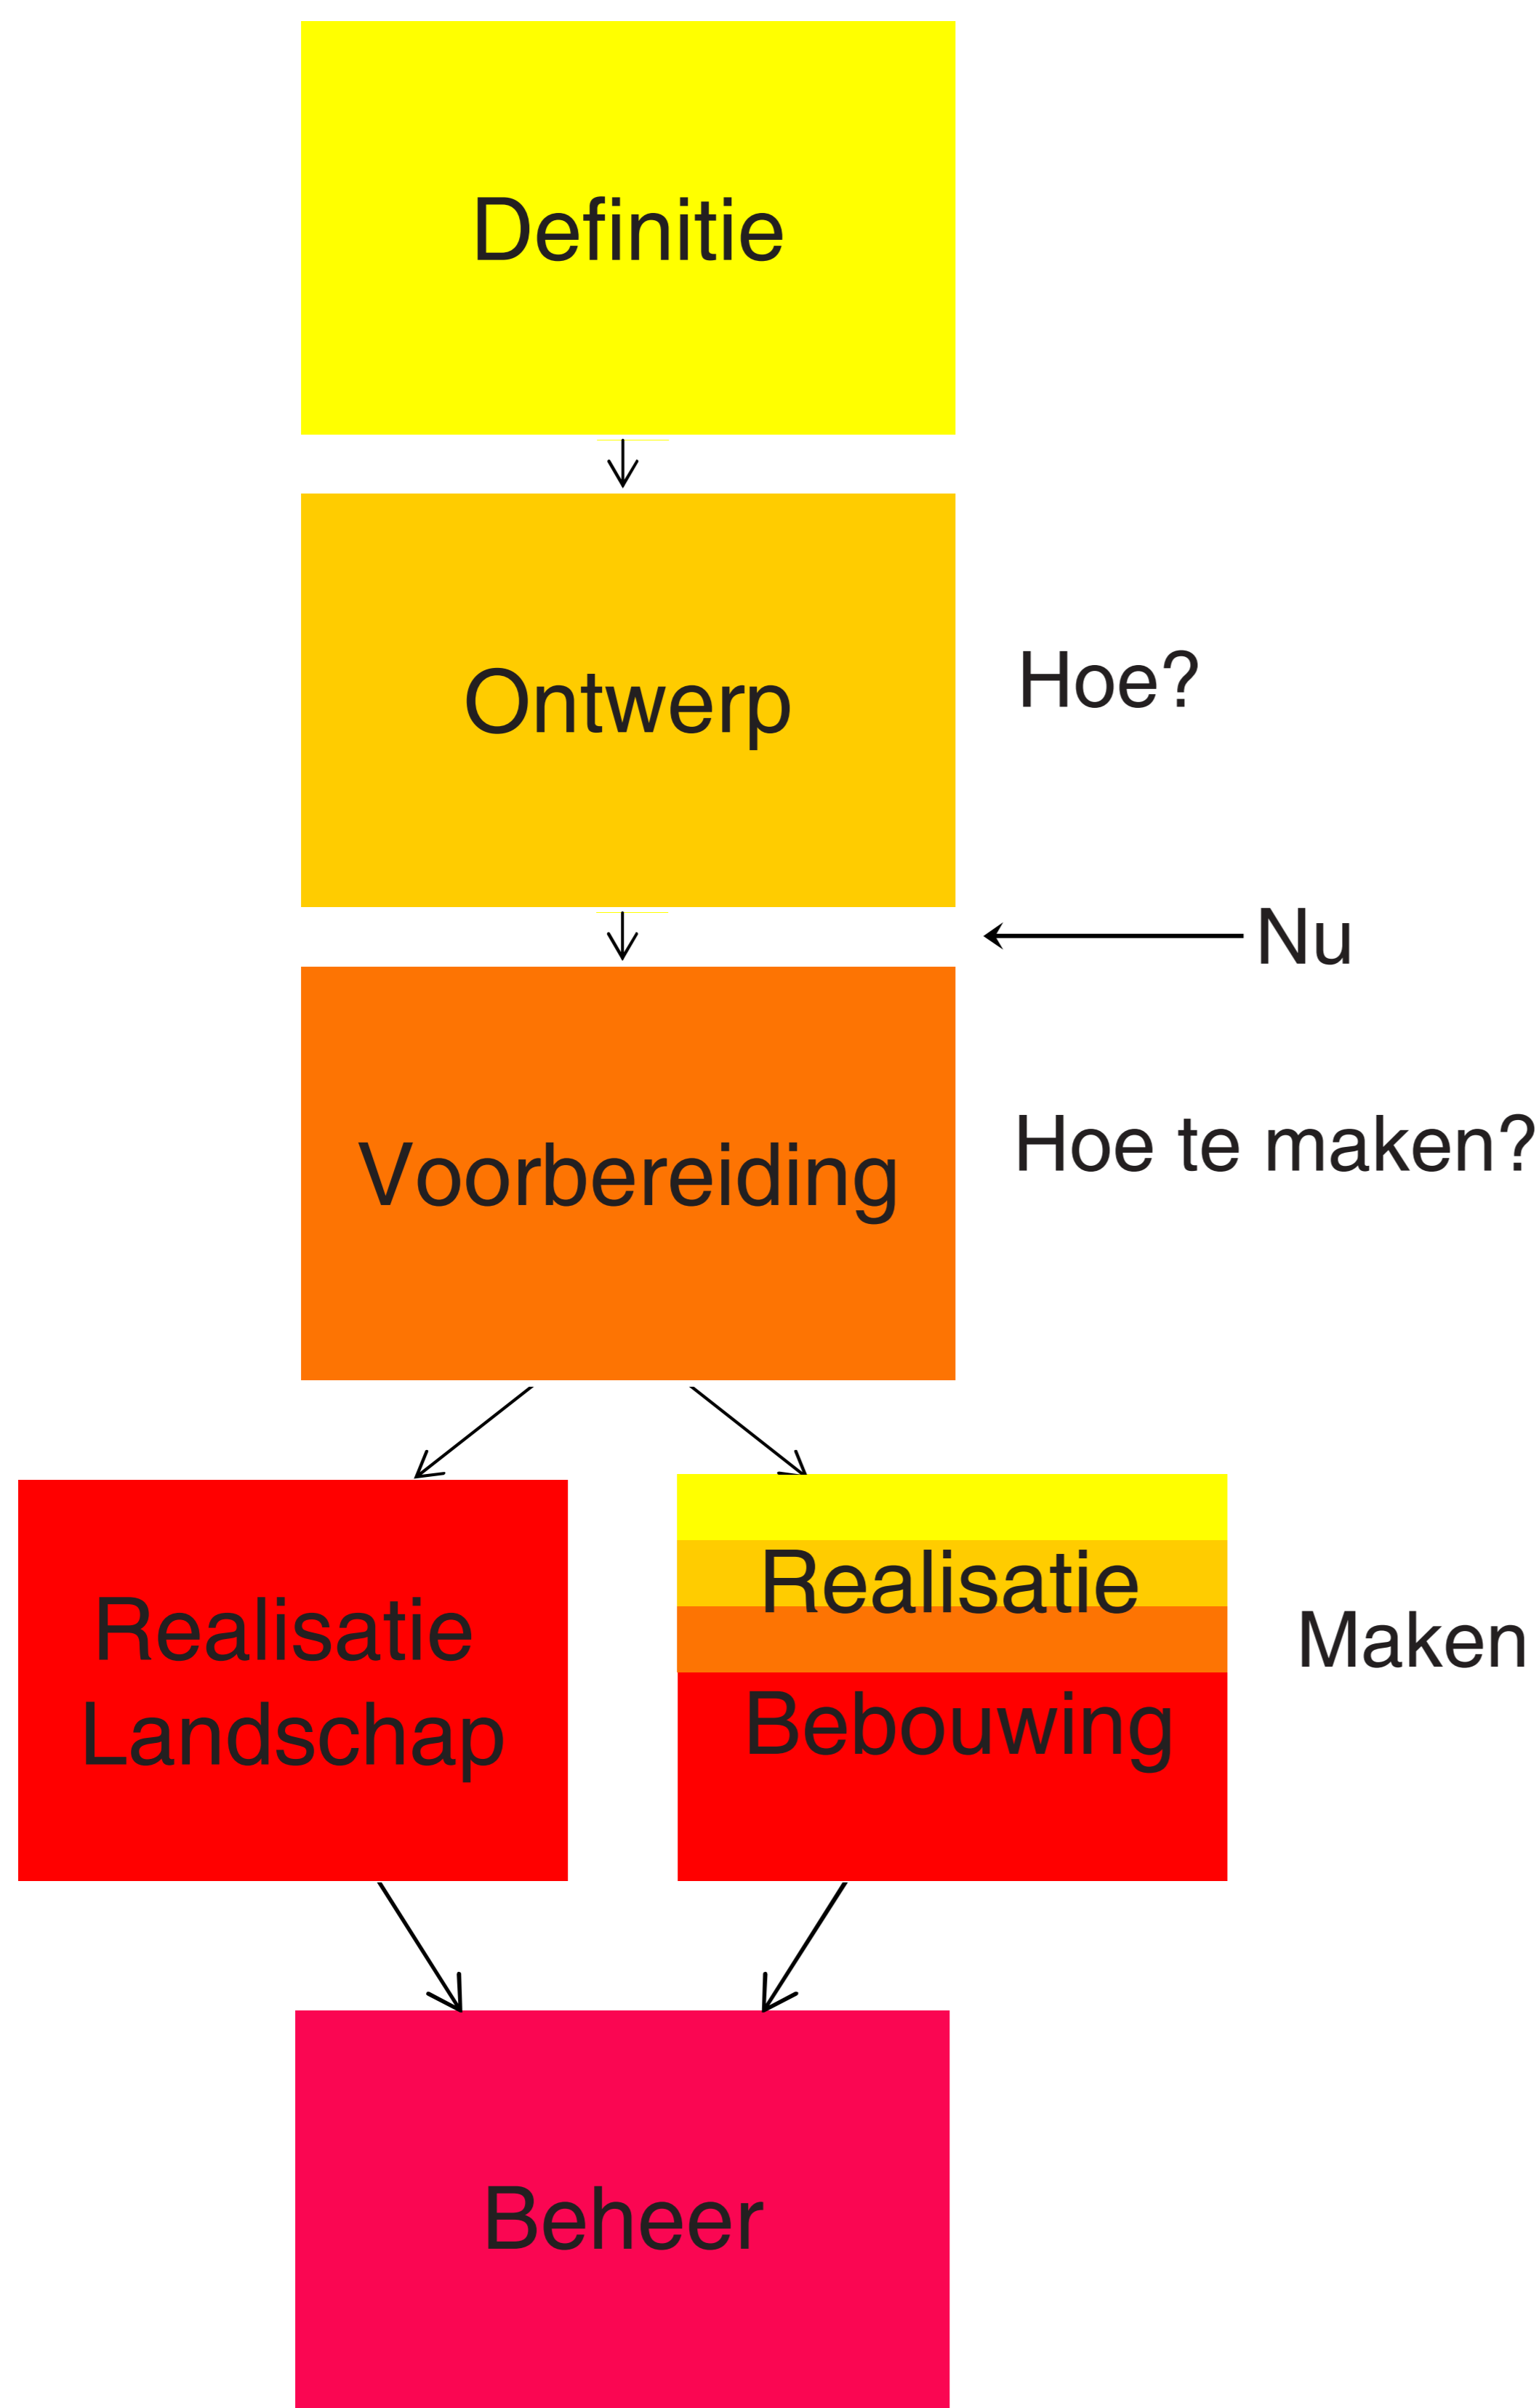 Definitie
Ontwerp
Hoe?
Nu
Voorbereiding
Hoe te maken?
Realisatie
Landschap
Realisatie
Bebouwing
Maken
Beheer